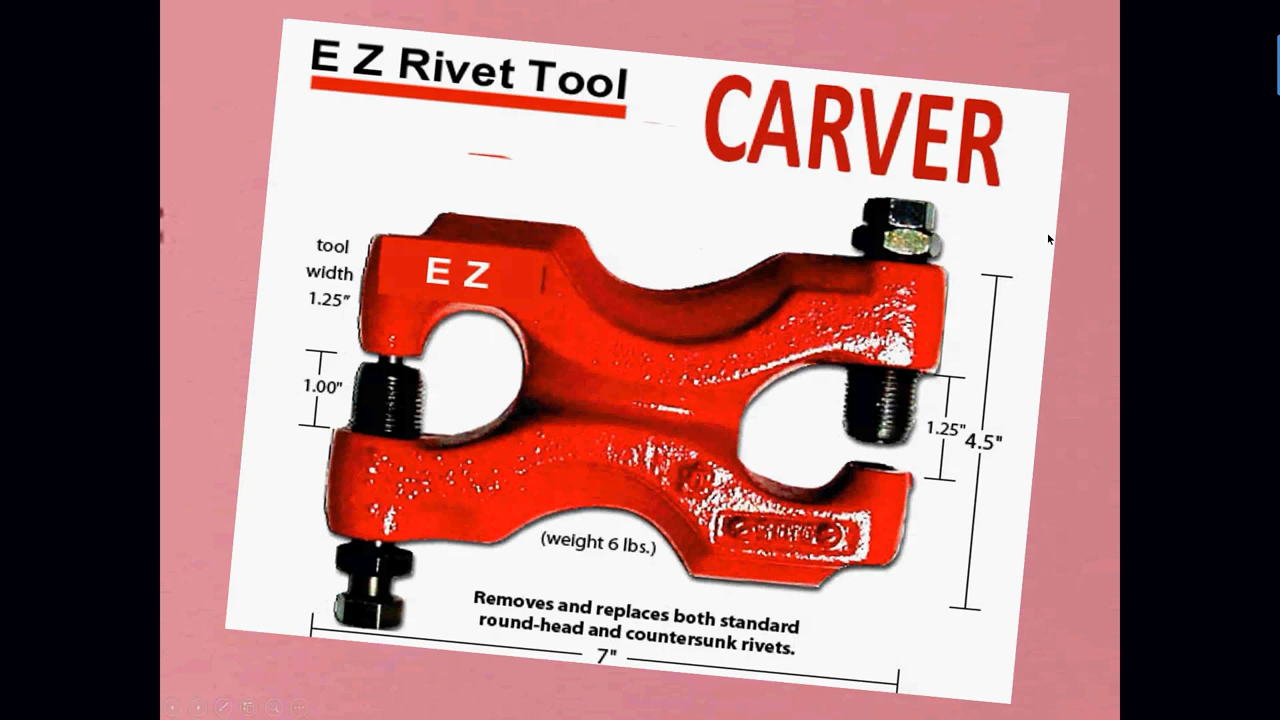 E Z Rivet Tool
CARVER
tool
width
1.25"
E Z
1.00"
1.25"
4.5"
(weight 6 lbs.)
Removes and replaces both standard
round-head and countersunk rivets.
7"